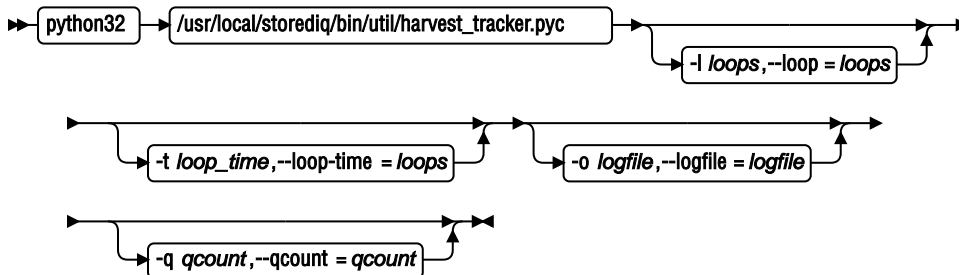 python32 /usr/local/storediq/bin/util/harvest_tracker.pyc
-l loops,--loop = loops
-t loop_time,--loop-time = loops -o logfile,--logfile = logfile
-q qcount,--qcount = qcount